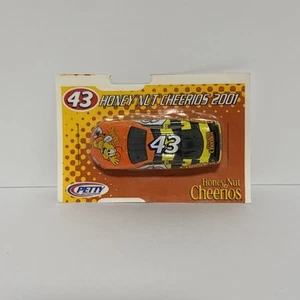 43 HONEY NUT CHEERIOS 2001
43
PETTY
Honey Nut
Cheerios